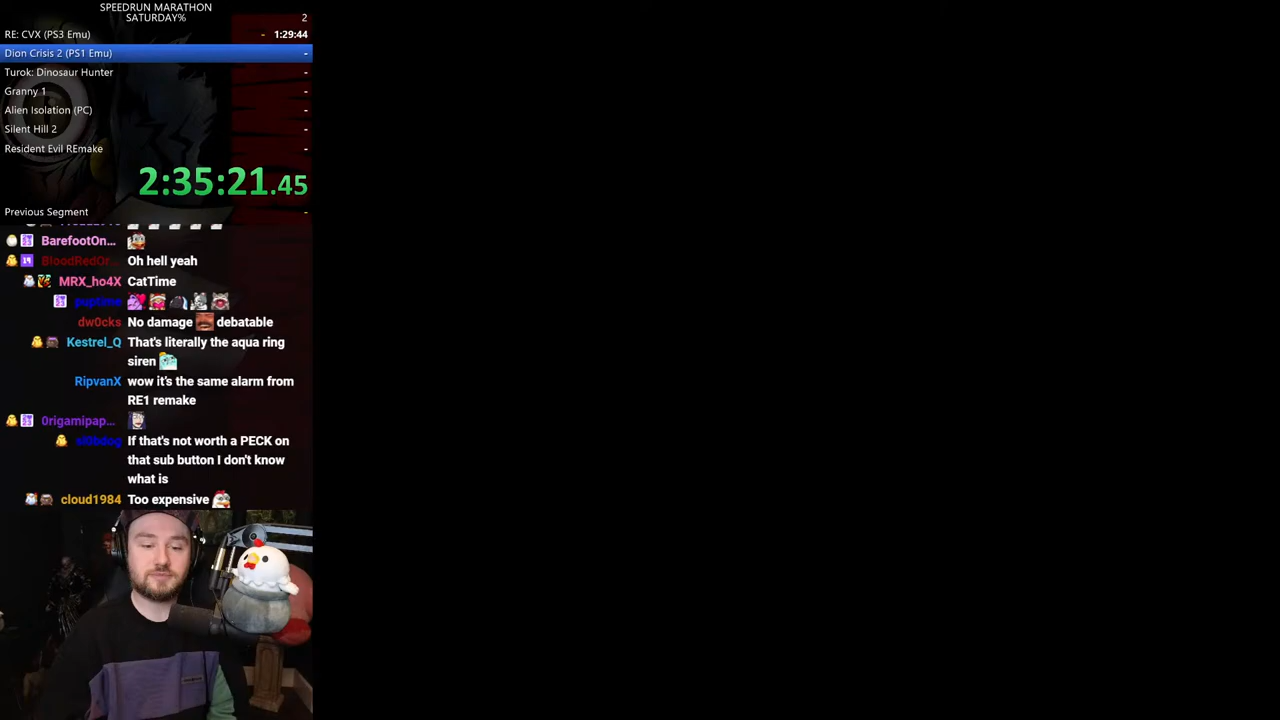 SPEEDRUN MARATHON
SATURDAY%
2
RE: CVX (PS3 Emu) - 1:29:44
Dion Crisis 2 (PS1 Emu) -
Turok: Dinosaur Hunter -
Granny 1 -
Alien Isolation (PC) -
Silent Hill 2 -
Resident Evil REmake -
2:35:21.45
Previous Segment -
BarefootOn...
BloodRedOr... Oh hell yeah
MRX_ho4X CatTime
puptime
dw0cks No damage debatable
Kestrel_Q That's literally the aqua ring
siren
RipvanX wow it's the same alarm from
RE1 remake
0rigamipap...
sl0bdog If that's not worth a PECK on
that sub button I don't know
what is
cloud1984 Too expensive